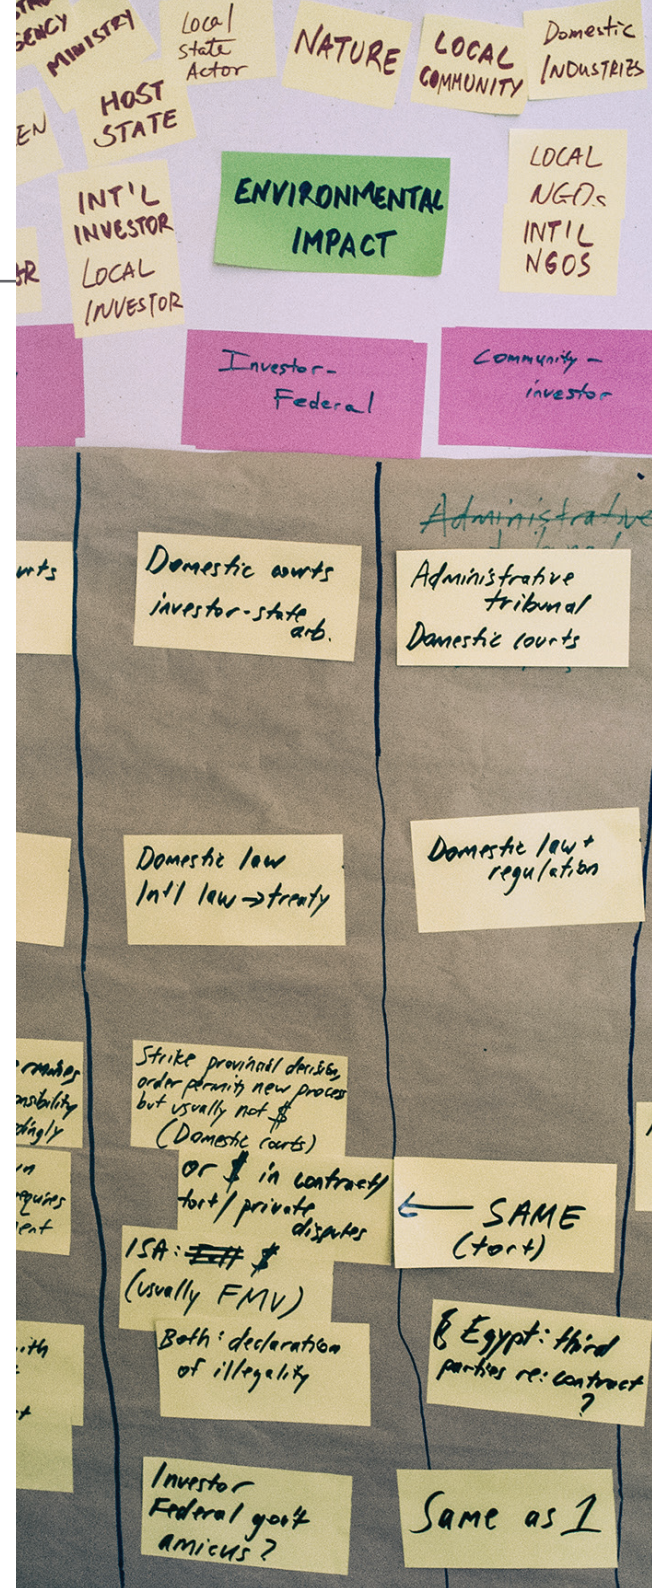 MINISTRY
Local
State
Actor
NATURE
LOCAL
COMMUNITY
Domestic
INDUSTRIES
HOST
STATE
INT'L
INVESTOR
LOCAL
INVESTOR
ENVIRONMENTAL
IMPACT
LOCAL
NGOs
INT'L
NGOS
Investor-
Federal
Community-
investor
Administrative
Domestic courts
investor-state
arb.
Administrative
tribunal
Domestic courts
Domestic law
Int'l law → treaty
Domestic law +
regulation
Strike provincial decision,
order permit, new process
but usually not $
(Domestic courts)
or $ in contract/
tort/private
disputes
← SAME
(tort)
ISA: $
(usually FMV)
Both: declaration
of illegality
Egypt: third
parties re: contract
?
Investor
Federal gov't
amicus?
Same as 1